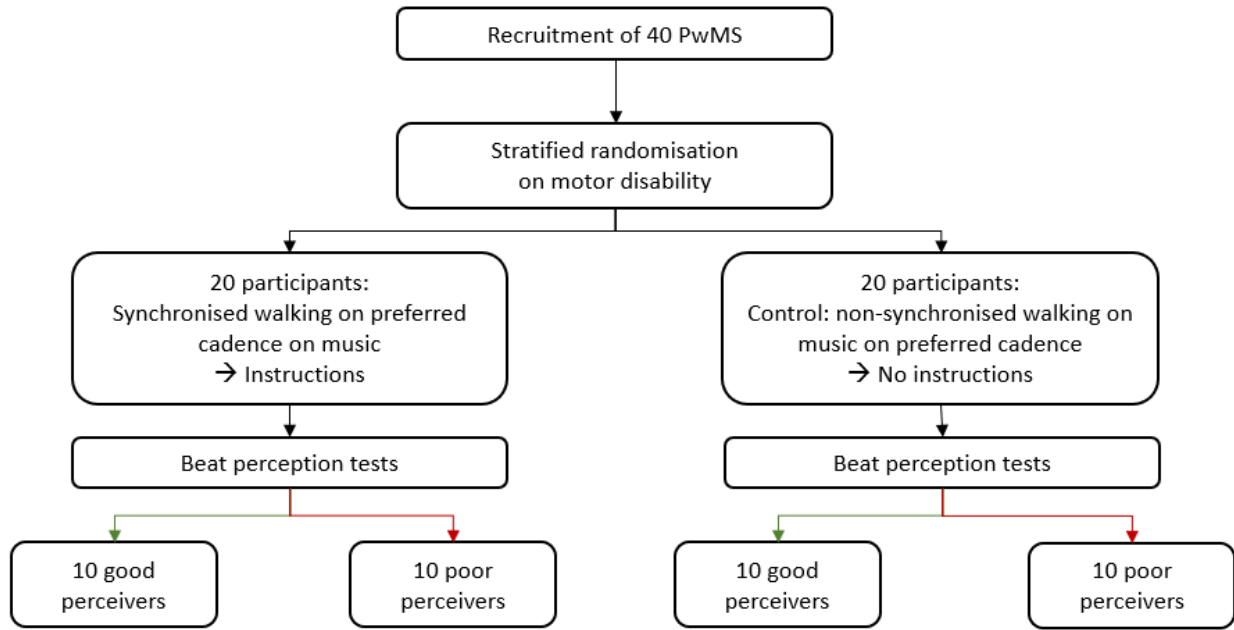 Recruitment of 40 PwMS
Stratified randomisation
on motor disability
20 participants:
Synchronised walking on preferred
cadence on music
→ Instructions
20 participants:
Control: non-synchronised walking on
music on preferred cadence
→ No instructions
Beat perception tests
Beat perception tests
10 good
perceivers
10 poor
perceivers
10 good
perceivers
10 poor
perceivers